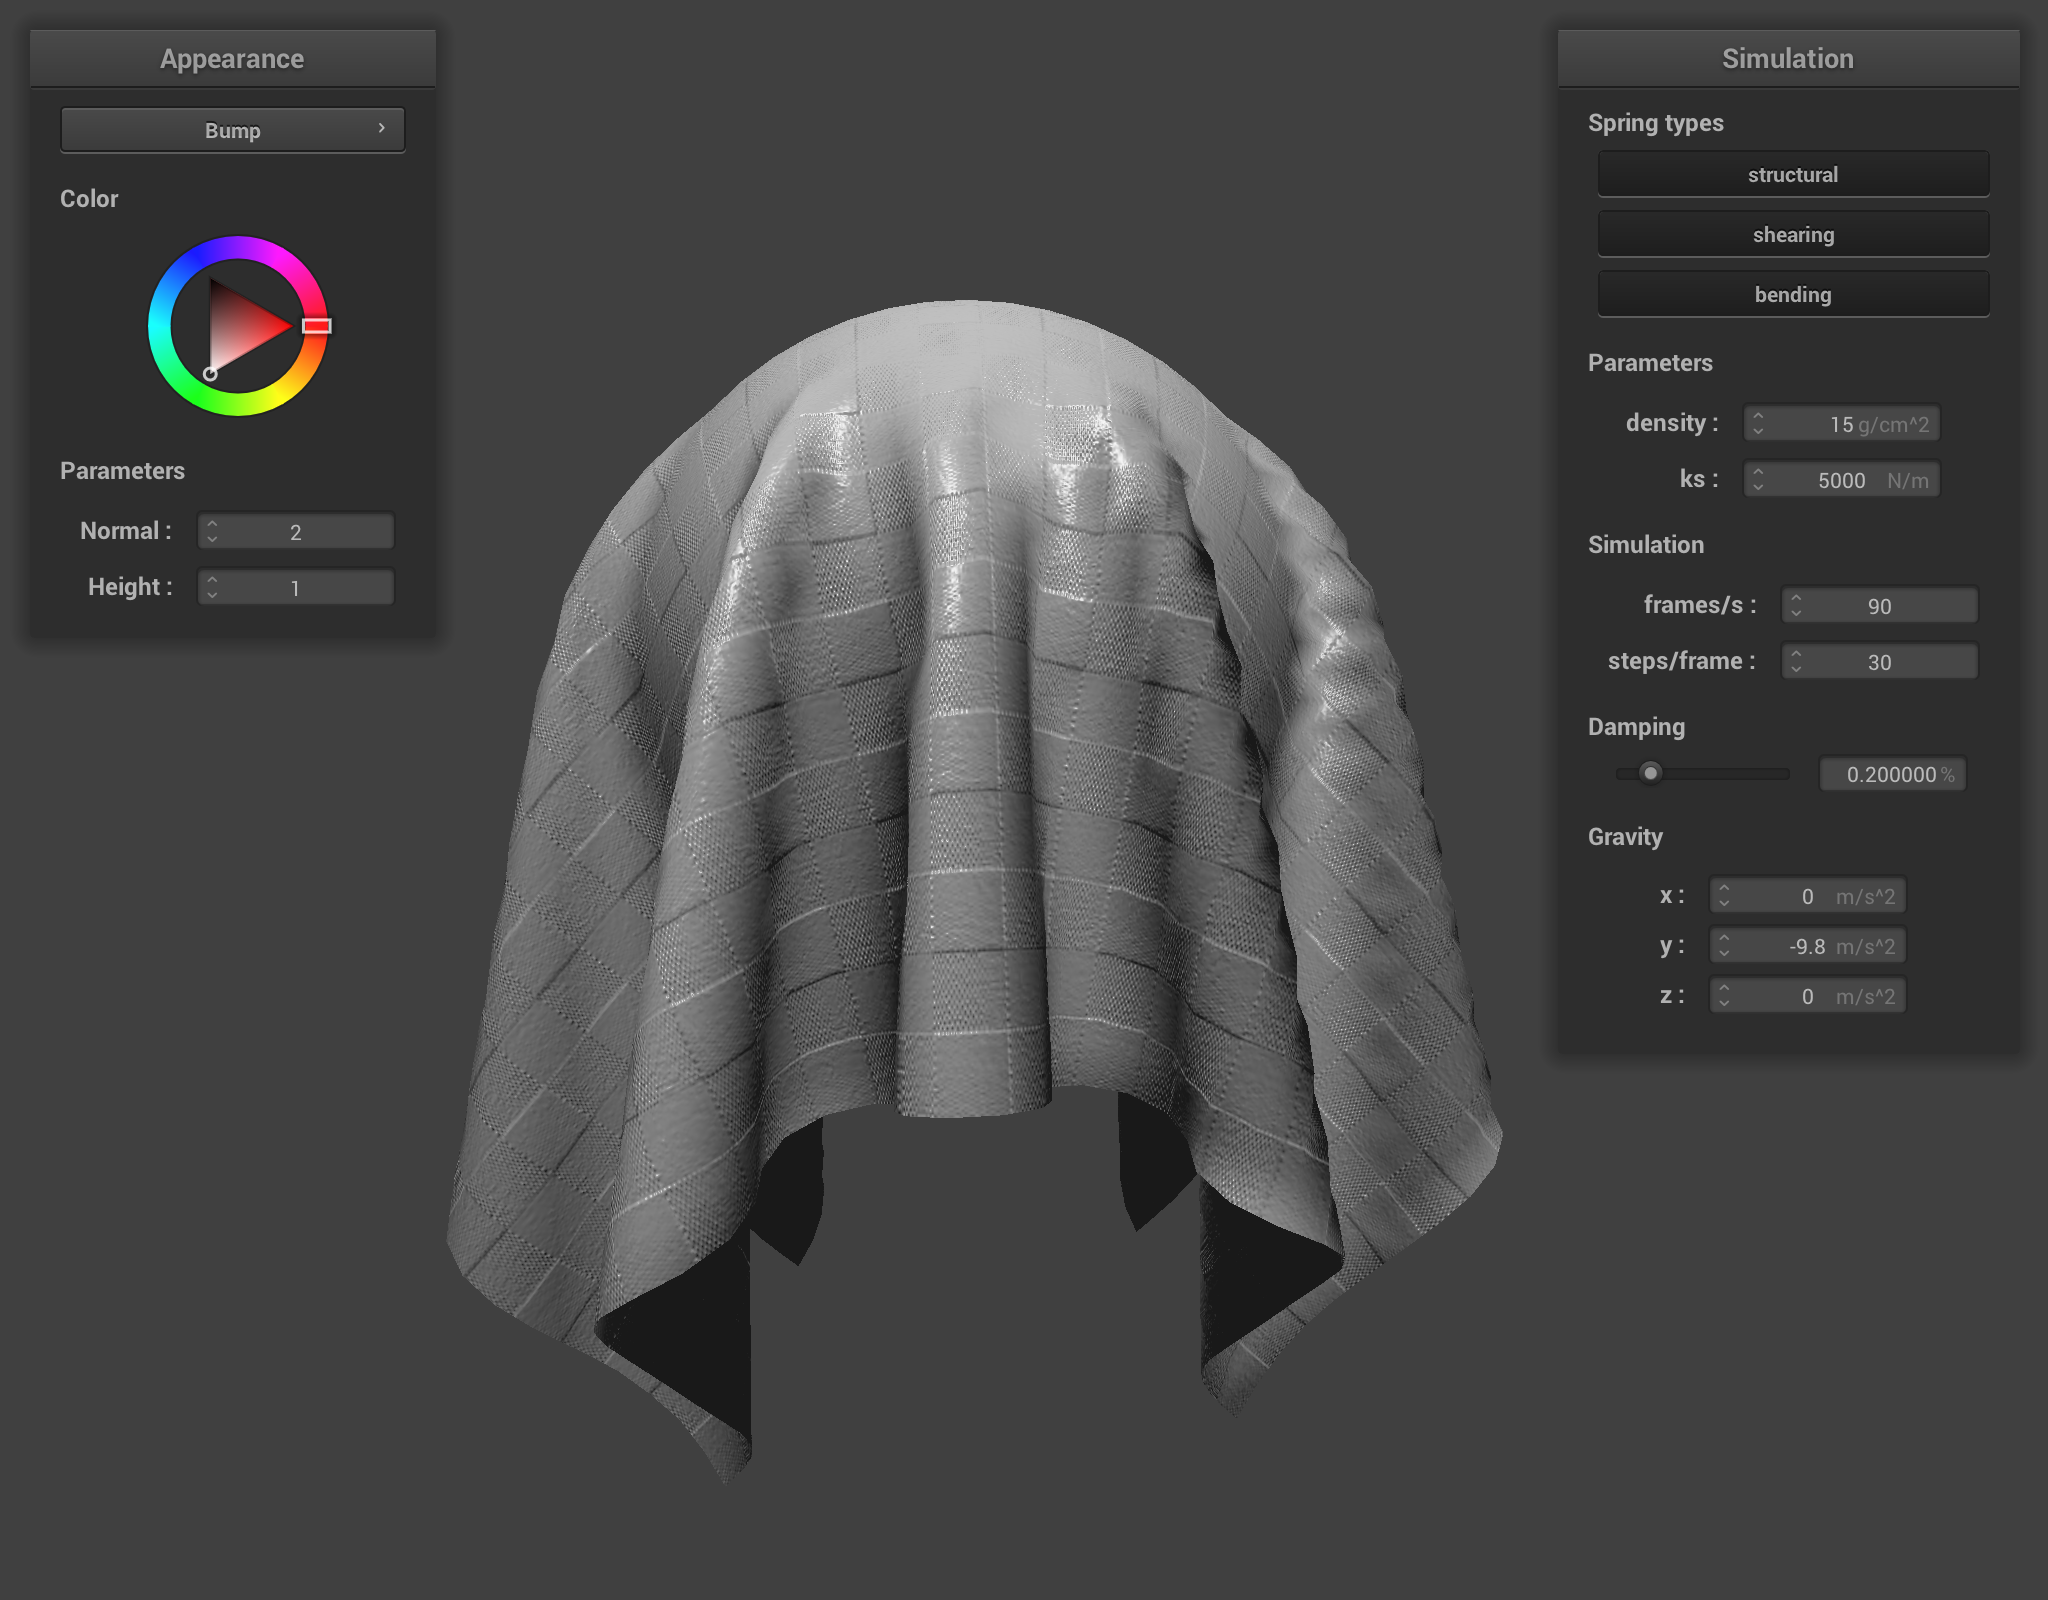 Appearance
Bump
Color
Parameters
Normal : 2
Height : 1
Simulation
Spring types
structural
shearing
bending
Parameters
density : 15 g/cm^2
ks : 5000 N/m
Simulation
frames/s : 90
steps/frame : 30
Damping
0.200000 %
Gravity
x : 0 m/s^2
y : -9.8 m/s^2
z : 0 m/s^2